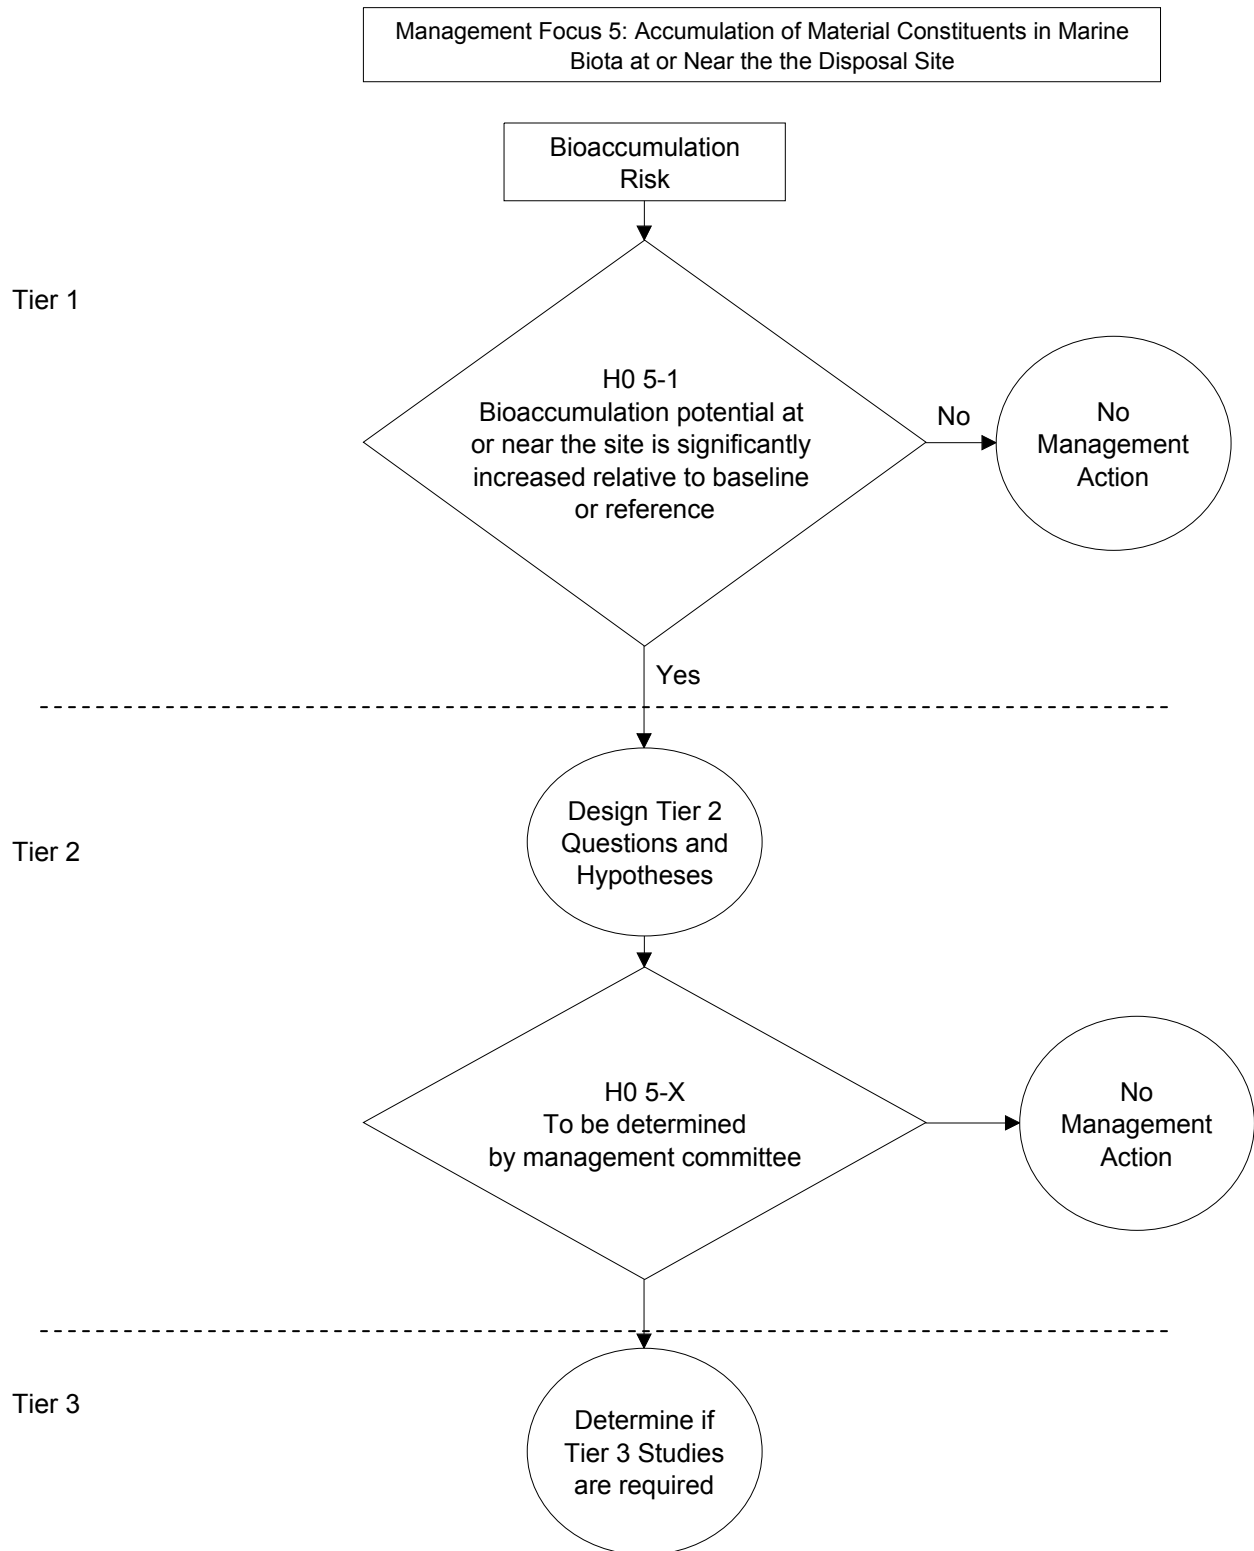 Management Focus 5: Accumulation of Material Constituents in Marine
Biota at or Near the the Disposal Site
Bioaccumulation
Risk
Tier 1
H0 5-1
Bioaccumulation potential at
or near the site is significantly
increased relative to baseline
or reference
No
No
Management
Action
Yes
Tier 2
Design Tier 2
Questions and
Hypotheses
H0 5-X
To be determined
by management committee
No
Management
Action
Tier 3
Determine if
Tier 3 Studies
are required